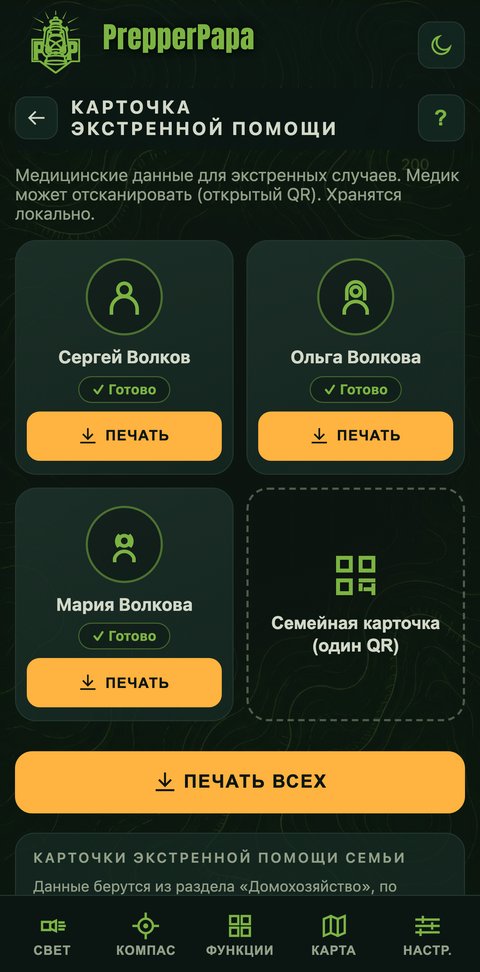 PrepperPapa
КАРТОЧКА
ЭКСТРЕННОЙ ПОМОЩИ
?
200
Медицинские данные для экстренных случаев. Медик
может отсканировать (открытый QR). Хранятся
локально.
Сергей Волков
✓ Готово
ПЕЧАТЬ
Ольга Волкова
✓ Готово
ПЕЧАТЬ
Мария Волкова
✓ Готово
ПЕЧАТЬ
Семейная карточка
(один QR)
ПЕЧАТЬ ВСЕХ
КАРТОЧКИ ЭКСТРЕННОЙ ПОМОЩИ СЕМЬИ
Данные берутся из раздела «Домохозяйство», по
СВЕТ
КОМПАС
ФУНКЦИИ
КАРТА
НАСТР.